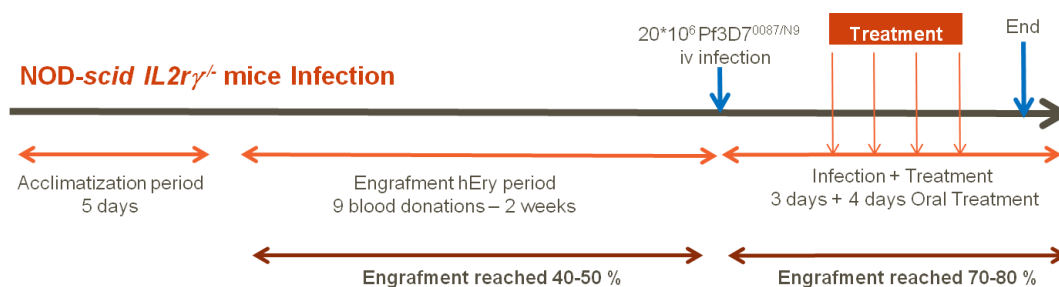 20*10⁶ Pf3D7⁰⁰⁸⁷/ᴺ⁹
iv infection
Treatment
End
NOD-scid IL2rγ⁻/⁻ mice Infection
Acclimatization period
5 days
Engrafment hEry period
9 blood donations – 2 weeks
Infection + Treatment
3 days + 4 days Oral Treatment
Engrafment reached 40-50 %
Engrafment reached 70-80 %